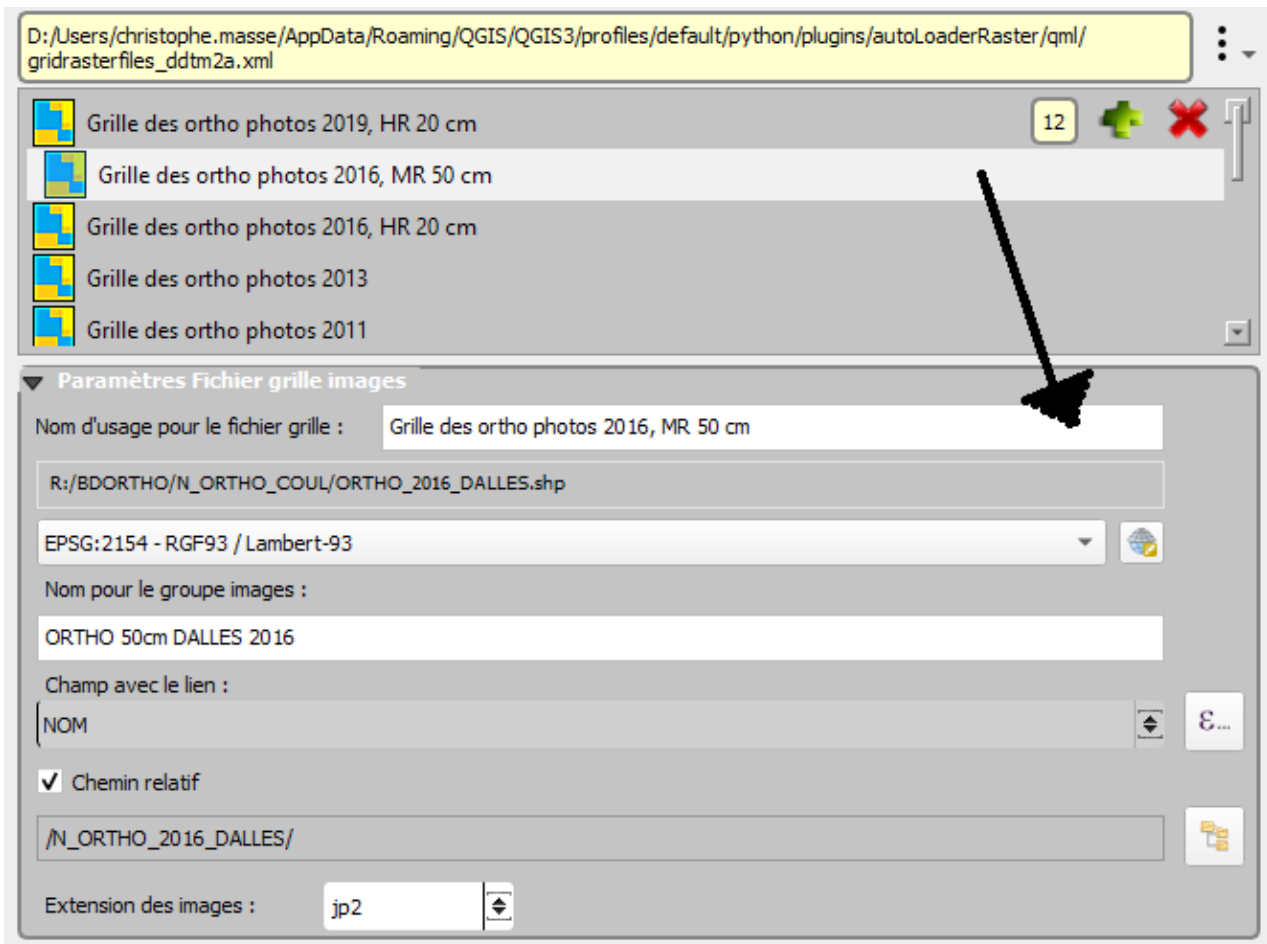 D:/Users/christophe.masse/AppData/Roaming/QGIS/QGIS3/profiles/default/python/plugins/autoLoaderRaster/qml/
gridrasterfiles_ddtm2a.xml
Grille des ortho photos 2019, HR 20 cm
12
Grille des ortho photos 2016, MR 50 cm
Grille des ortho photos 2016, HR 20 cm
Grille des ortho photos 2013
Grille des ortho photos 2011
Paramètres Fichier grille images
Nom d'usage pour le fichier grille : Grille des ortho photos 2016, MR 50 cm
R:/BDORTHO/N_ORTHO_COUL/ORTHO_2016_DALLES.shp
EPSG:2154 - RGF93 / Lambert-93
Nom pour le groupe images :
ORTHO 50cm DALLES 2016
Champ avec le lien :
NOM
ε...
Chemin relatif
/N_ORTHO_2016_DALLES/
Extension des images : jp2